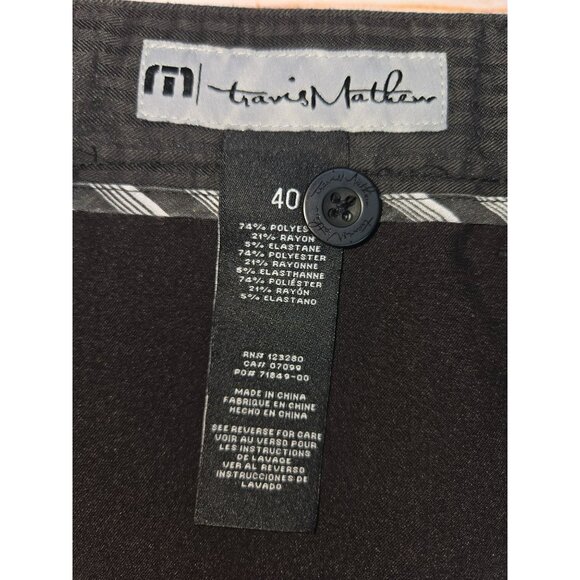 m | travisMathew
40
74% POLYES
21% RAYON
5% ELASTANE
74% POLYESTER
21% RAYONNE
5% ELASTHANNE
74% POLIÉSTER
21% RAYÓN
5% ELASTANO
RN# 123280
CA# 07099
PO# 71849-00
MADE IN CHINA
FABRIQUE EN CHINE
HECHO EN CHINA
SEE REVERSE FOR CARE
VOIR AU VERSO POUR
LES INSTRUCTIONS
DE LAVAGE
VER AL REVERSO
INSTRUCCIONES DE
LAVADO